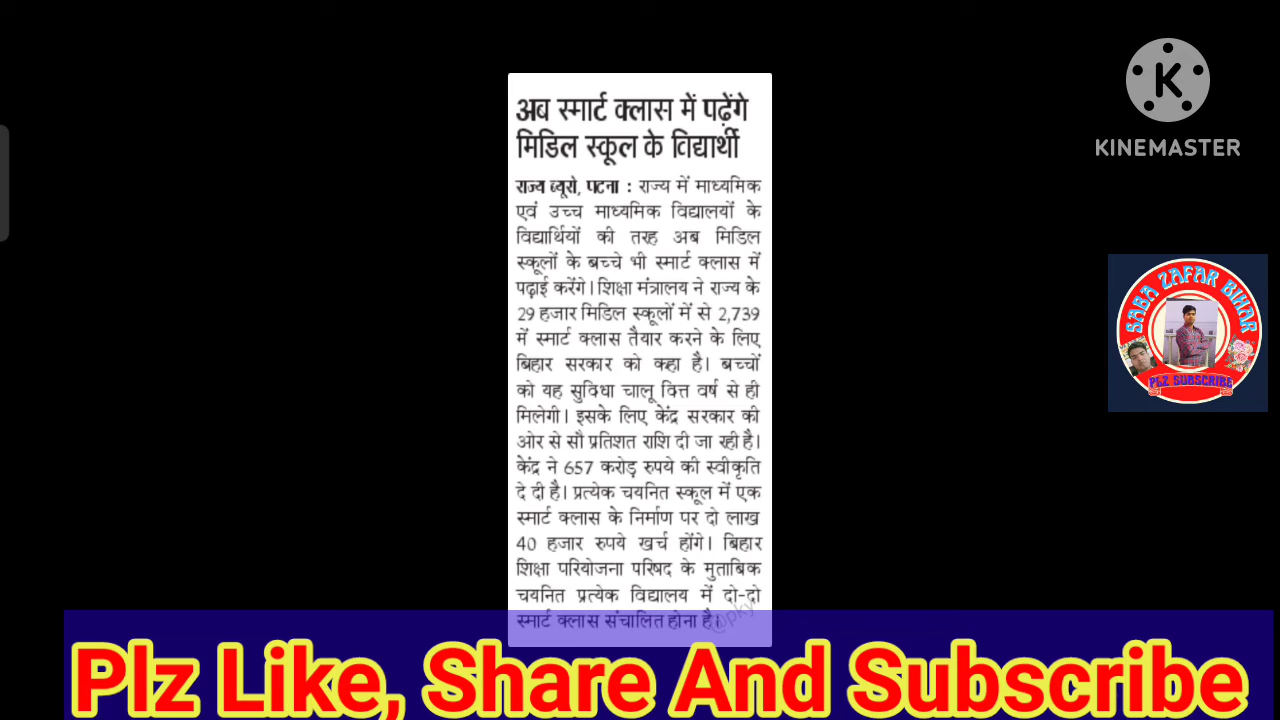 अब स्मार्ट क्लास में पढ़ेंगे
मिडिल स्कूल के विद्यार्थी
राज्य ब्यूरो, पटना : राज्य में माध्यमिक
एवं उच्च माध्यमिक विद्यालयों के
विद्यार्थियों की तरह अब मिडिल
स्कूलों के बच्चे भी स्मार्ट क्लास में
पढ़ाई करेंगे। शिक्षा मंत्रालय ने राज्य के
29 हजार मिडिल स्कूलों में से 2,739
में स्मार्ट क्लास तैयार करने के लिए
बिहार सरकार को कहा है। बच्चों
को यह सुविधा चालू वित्त वर्ष से ही
मिलेगी। इसके लिए केंद्र सरकार की
ओर से सौ प्रतिशत राशि दी जा रही है।
केंद्र ने 657 करोड़ रुपये की स्वीकृति
दे दी है। प्रत्येक चयनित स्कूल में एक
स्मार्ट क्लास के निर्माण पर दो लाख
40 हजार रुपये खर्च होंगे। बिहार
शिक्षा परियोजना परिषद के मुताबिक
चयनित प्रत्येक विद्यालय में दो-दो
स्मार्ट क्लास संचालित होना है।
K
KINEMASTER
SABA ZAFAR BIHAR
PLZ SUBSCRIBE
Plz Like, Share And Subscribe